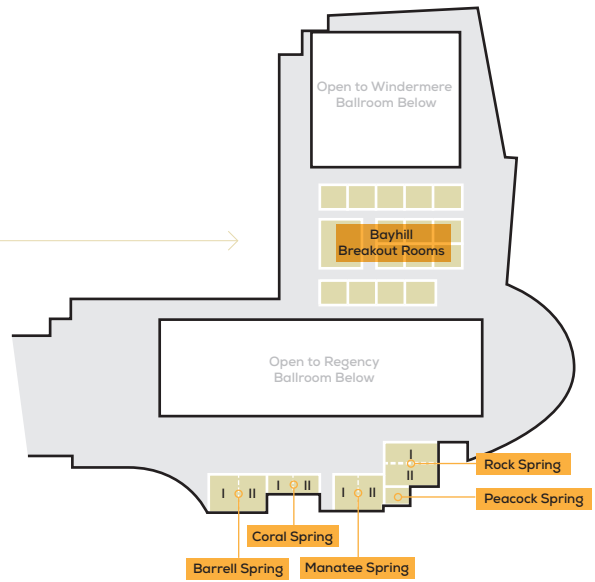 Open to Windermere
Ballroom Below
Bayhill
Breakout Rooms
Open to Regency
Ballroom Below
I
II
Rock Spring
I
II
I
II
I
II
Peacock Spring
Coral Spring
Barrell Spring
Manatee Spring